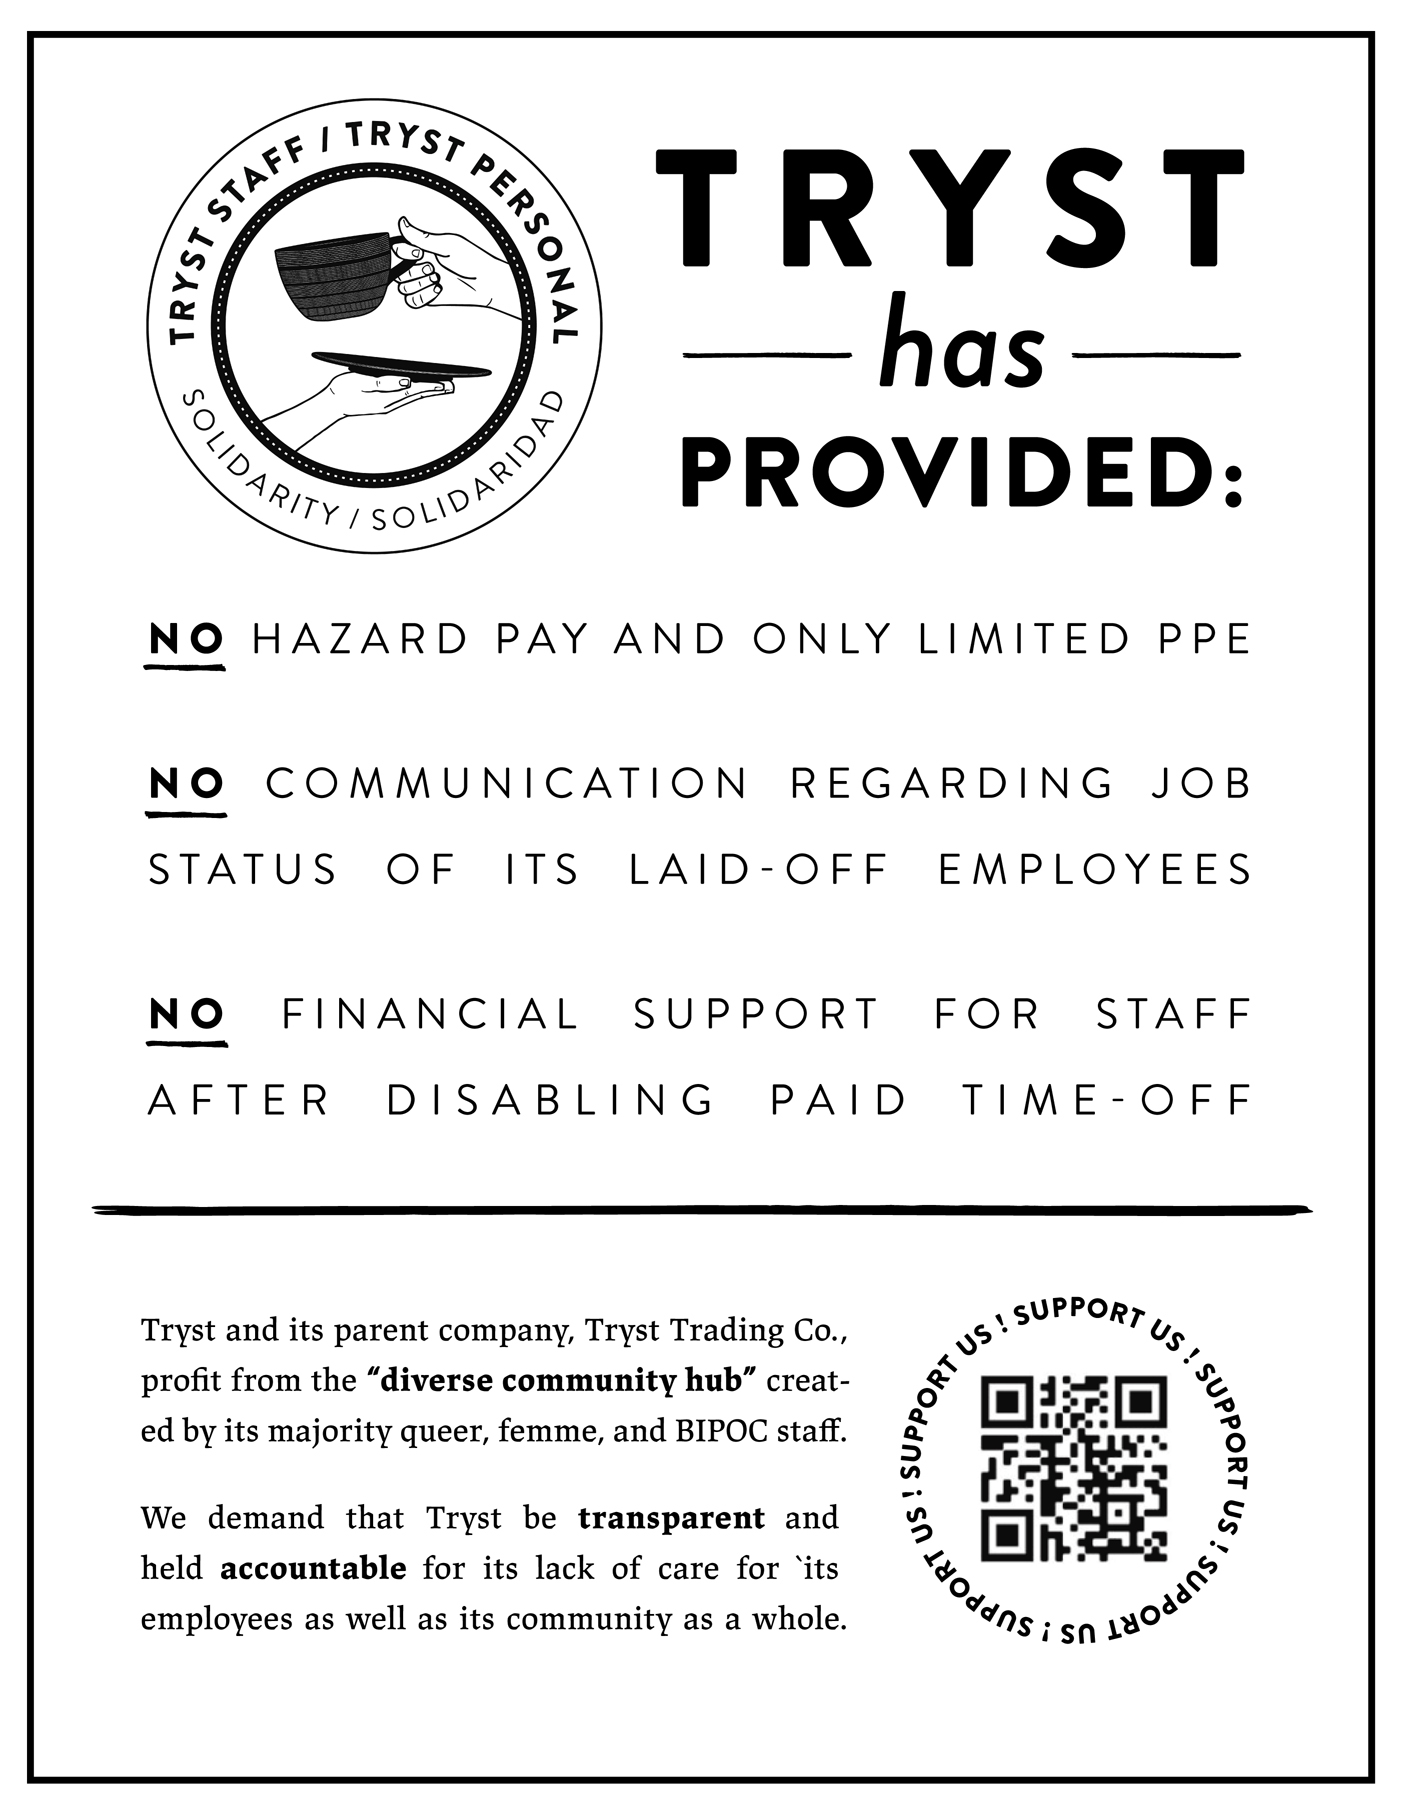 TRYST STAFF / TRYST PERSONAL
SOLIDARITY / SOLIDARIDAD
TRYST
has
PROVIDED:
NO HAZARD PAY AND ONLY LIMITED PPE
NO COMMUNICATION REGARDING JOB
STATUS OF ITS LAID-OFF EMPLOYEES
NO FINANCIAL SUPPORT FOR STAFF
AFTER DISABLING PAID TIME-OFF
Tryst and its parent company, Tryst Trading Co.,
profit from the “diverse community hub” creat-
ed by its majority queer, femme, and BIPOC staff.
We demand that Tryst be transparent and
held accountable for its lack of care for `its
employees as well as its community as a whole.
SUPPORT US ! SUPPORT US ! SUPPORT US ! SUPPORT US ! SUPPORT US !